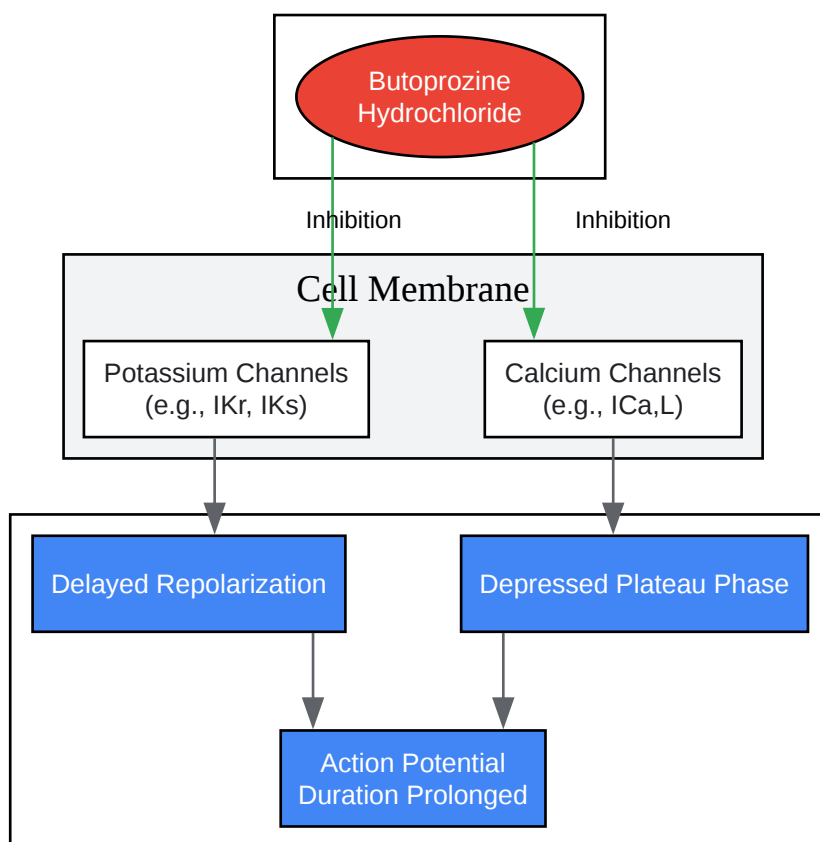 Butoprozine
Hydrochloride
Inhibition
Inhibition
Cell Membrane
Potassium Channels
(e.g., IKr, IKs)
Calcium Channels
(e.g., ICa,L)
Delayed Repolarization
Depressed Plateau Phase
Action Potential
Duration Prolonged